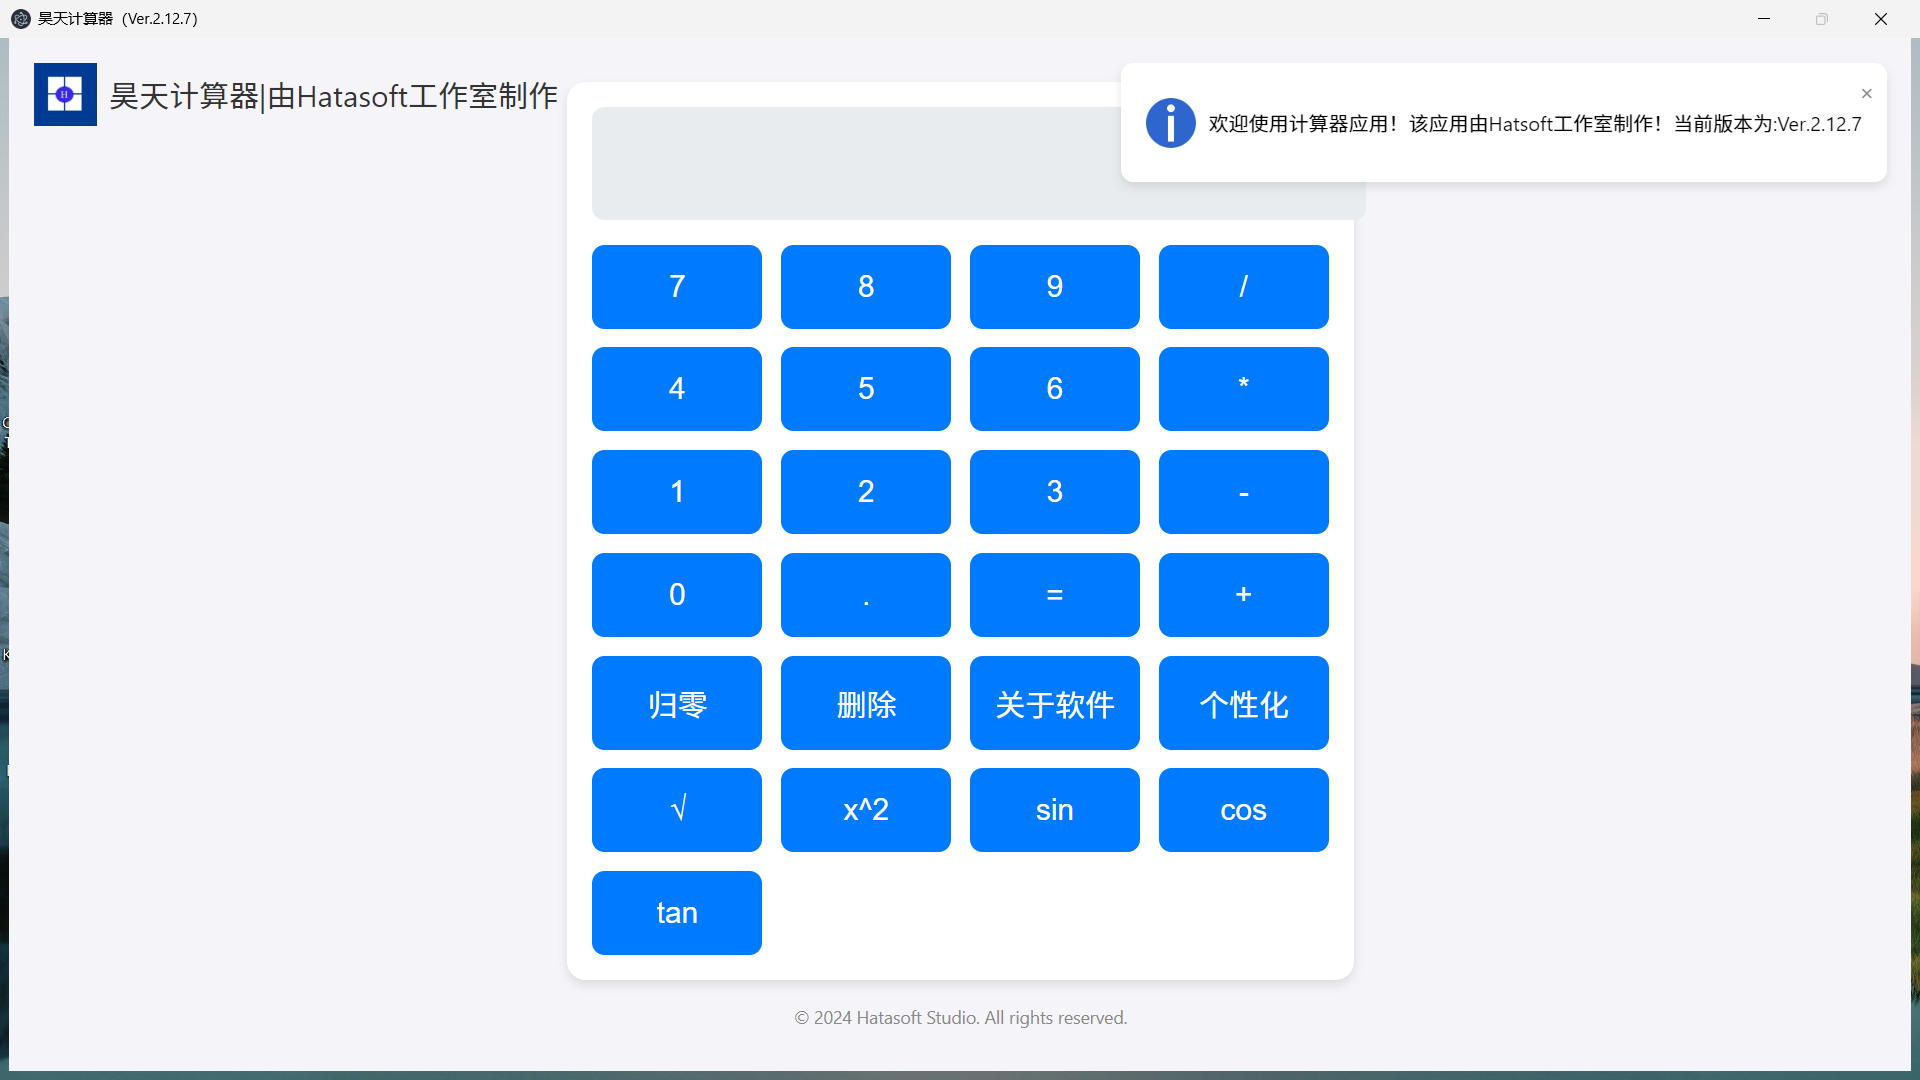 昊天计算器（Ver.2.12.7）
H
昊天计算器|由Hatasoft工作室制作
欢迎使用计算器应用！该应用由Hatsoft工作室制作！当前版本为:Ver.2.12.7
7 8 9 /
4 5 6 *
1 2 3 -
0 . = +
归零 删除 关于软件 个性化
√ x^2 sin cos
tan
© 2024 Hatasoft Studio. All rights reserved.